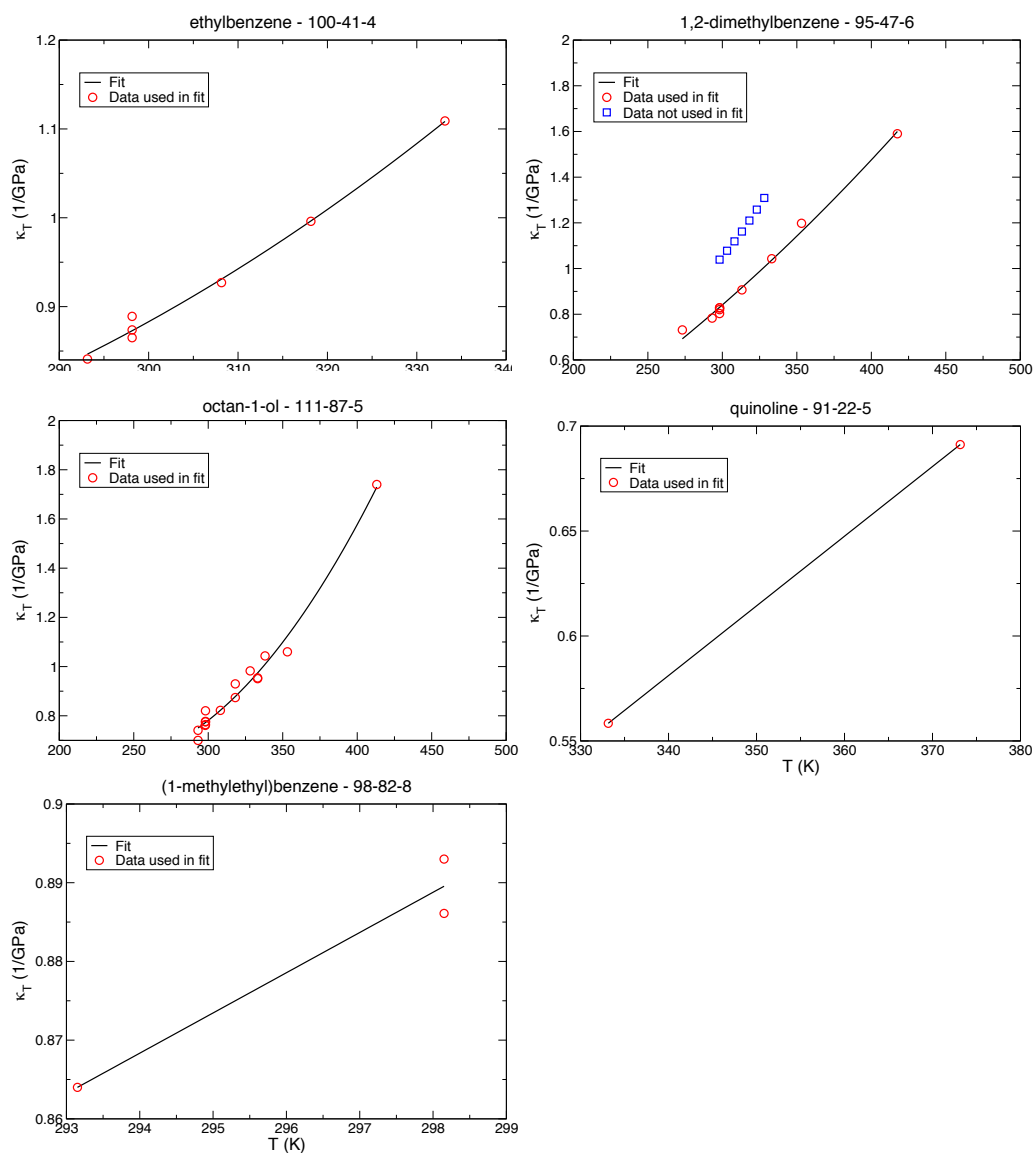 ethylbenzene - 100-41-4
1.2
1.1
1
0.9
κT (1/GPa)
Fit
Data used in fit
290
300
310
320
330
340
1,2-dimethylbenzene - 95-47-6
2
1.8
1.6
1.4
1.2
1
0.8
0.6
κT (1/GPa)
Fit
Data used in fit
Data not used in fit
200
250
300
350
400
450
500
octan-1-ol - 111-87-5
2
1.8
1.6
1.4
1.2
1
0.8
κT (1/GPa)
Fit
Data used in fit
200
250
300
350
400
450
500
quinoline - 91-22-5
0.7
0.65
0.6
0.55
κT (1/GPa)
Fit
Data used in fit
330
340
350
360
370
380
T (K)
(1-methylethyl)benzene - 98-82-8
0.9
0.89
0.88
0.87
0.86
κT (1/GPa)
Fit
Data used in fit
293
294
295
296
297
298
299
T (K)